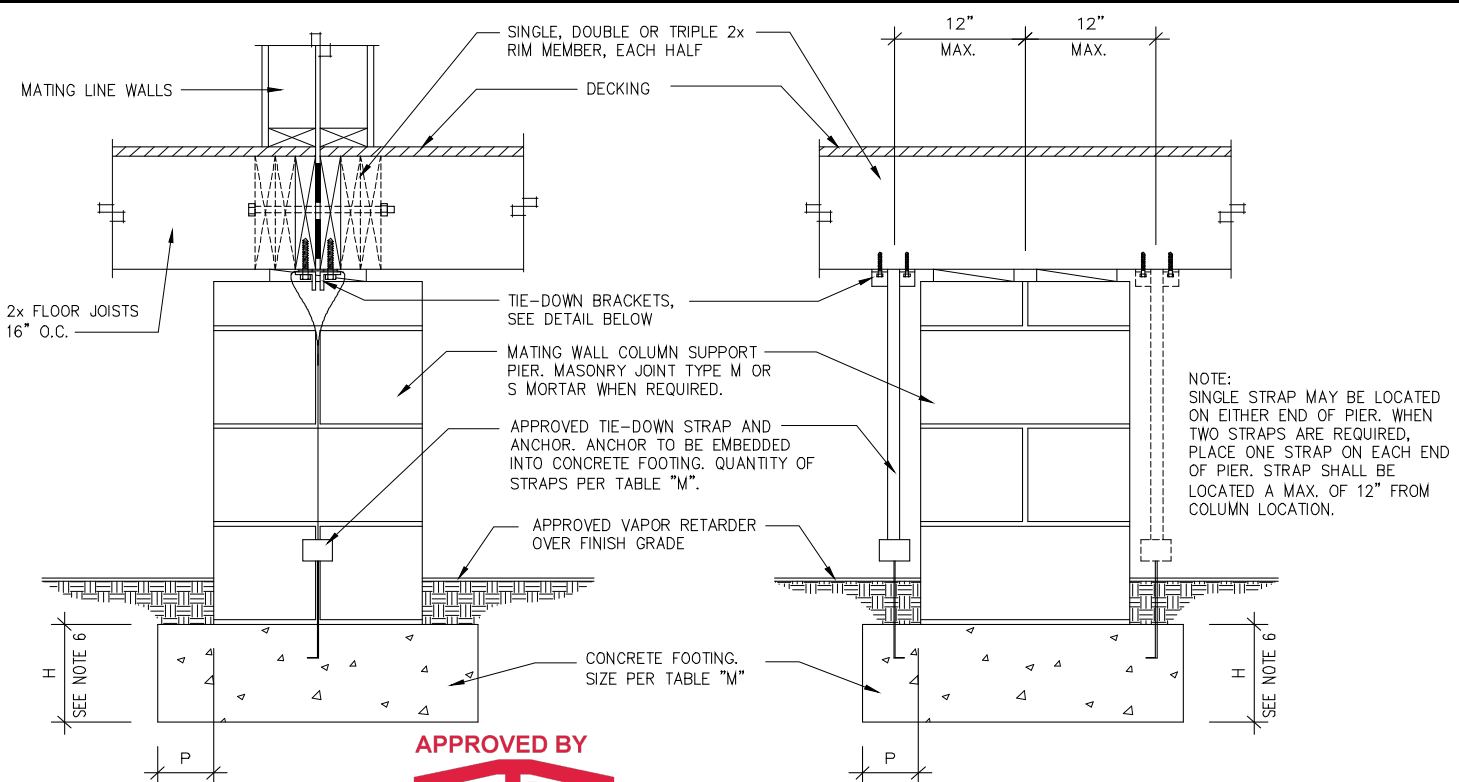 SINGLE, DOUBLE OR TRIPLE 2x
RIM MEMBER, EACH HALF
12"
MAX.
12"
MAX.
MATING LINE WALLS
DECKING
2x FLOOR JOISTS
16" O.C.
TIE-DOWN BRACKETS,
SEE DETAIL BELOW
MATING WALL COLUMN SUPPORT
PIER. MASONRY JOINT TYPE M OR
S MORTAR WHEN REQUIRED.
APPROVED TIE-DOWN STRAP AND
ANCHOR. ANCHOR TO BE EMBEDDED
INTO CONCRETE FOOTING. QUANTITY OF
STRAPS PER TABLE "M".
NOTE:
SINGLE STRAP MAY BE LOCATED
ON EITHER END OF PIER. WHEN
TWO STRAPS ARE REQUIRED,
PLACE ONE STRAP ON EACH END
OF PIER. STRAP SHALL BE
LOCATED A MAX. OF 12" FROM
COLUMN LOCATION.
APPROVED VAPOR RETARDER
OVER FINISH GRADE
H
SEE NOTE 6
CONCRETE FOOTING.
SIZE PER TABLE "M"
H
SEE NOTE 6
P
P
APPROVED BY